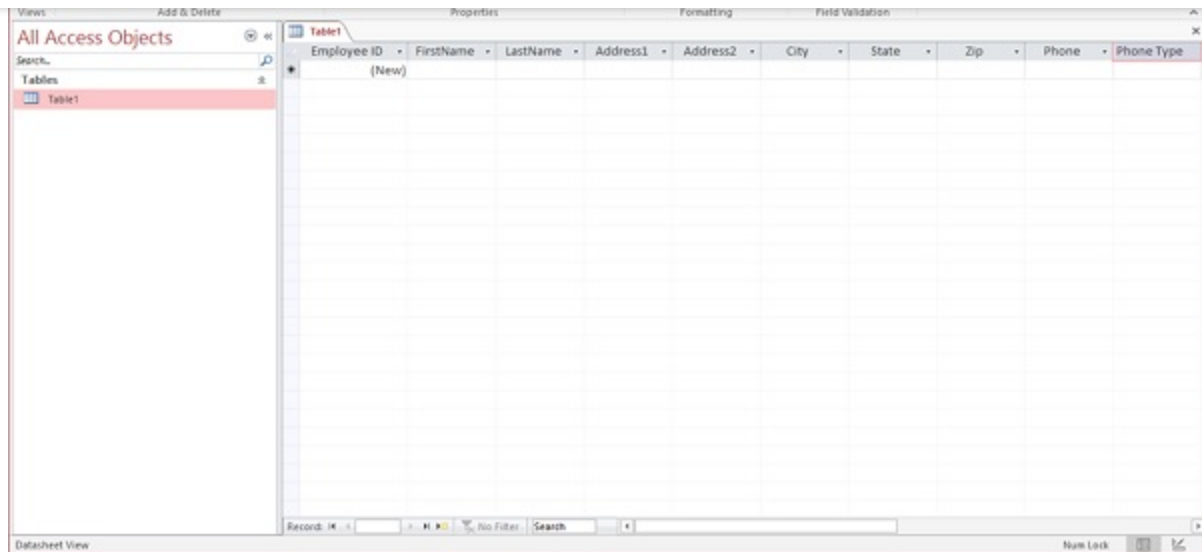 Views Add & Delete Properties Formatting Field Validation
All Access Objects
Search...
Tables
Table1
Table1
Employee ID FirstName LastName Address1 Address2 City State Zip Phone Phone Type
(New)
Record: No Filter Search
Datasheet View Num Lock